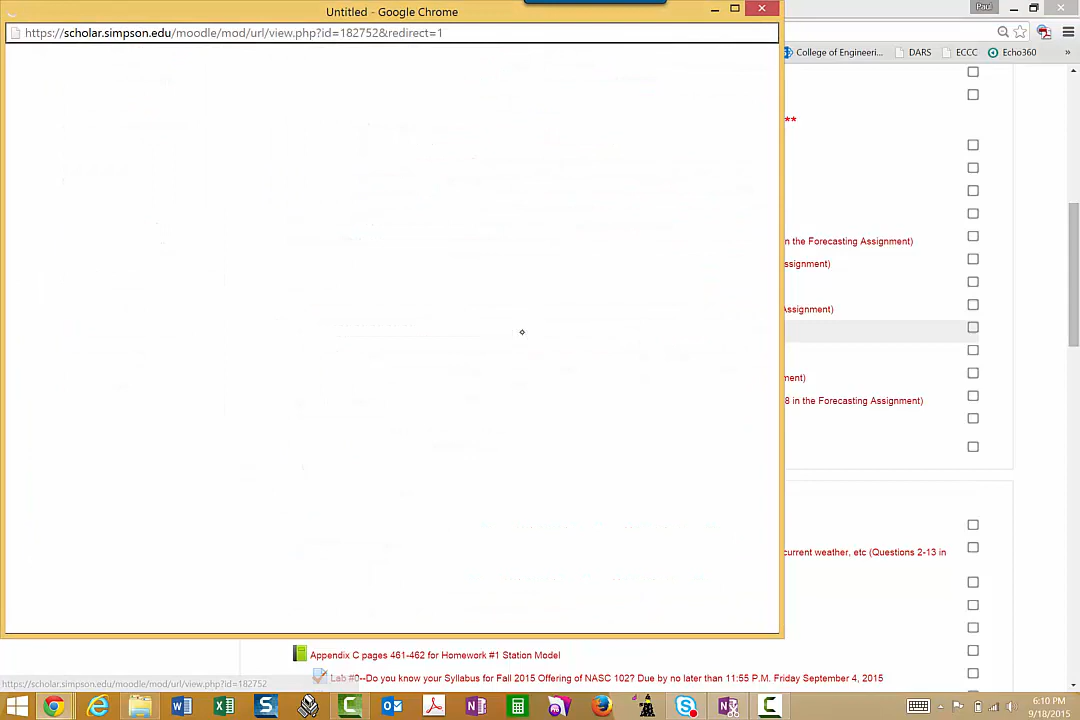 Untitled - Google Chrome
Paul
https://scholar.simpson.edu/moodle/mod/url/view.php?id=182752&redirect=1
College of Engineeri...
DARS
ECCC
Echo360
»
**
in the Forecasting Assignment)
ssignment)
Assignment)
ment)
8 in the Forecasting Assignment)
current weather, etc (Questions 2-13 in
Appendix C pages 461-462 for Homework #1 Station Model
Lab #0--Do you know your Syllabus for Fall 2015 Offering of NASC 102? Due by no later than 11:55 P.M. Friday September 4, 2015
https://scholar.simpson.edu/moodle/mod/url/view.php?id=182752
6:10 PM
9/18/2015